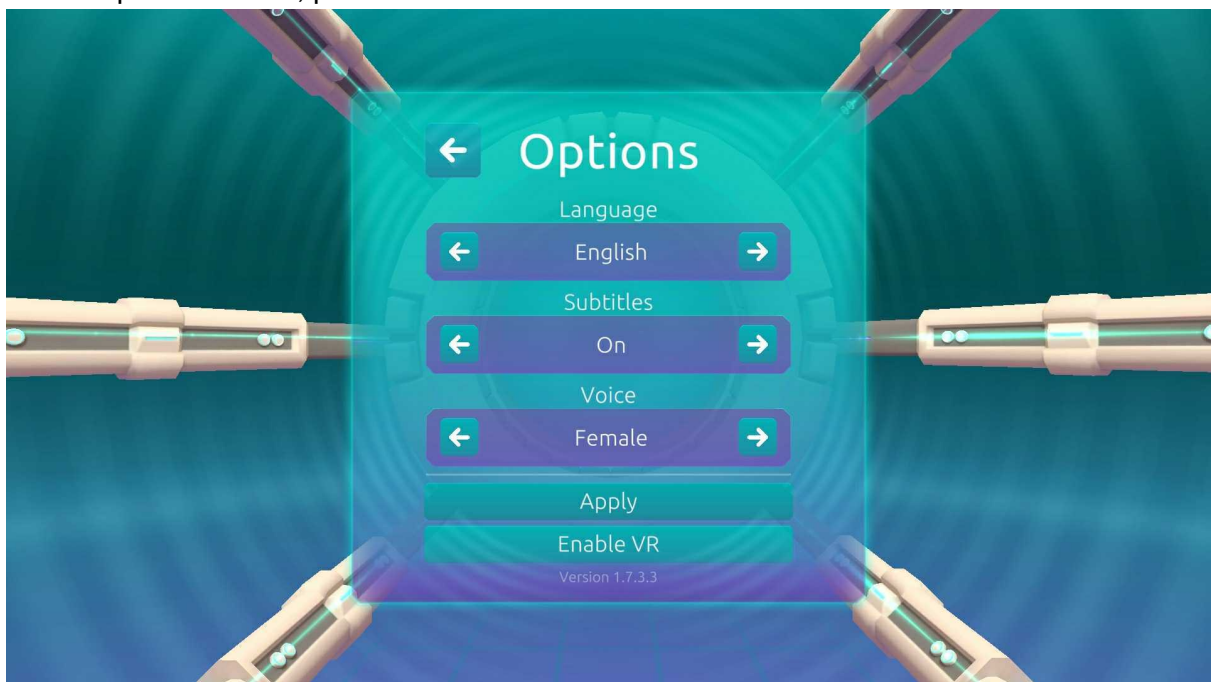 Options
Language
English
Subtitles
On
Voice
Female
Apply
Enable VR
Version 1.7.3.3